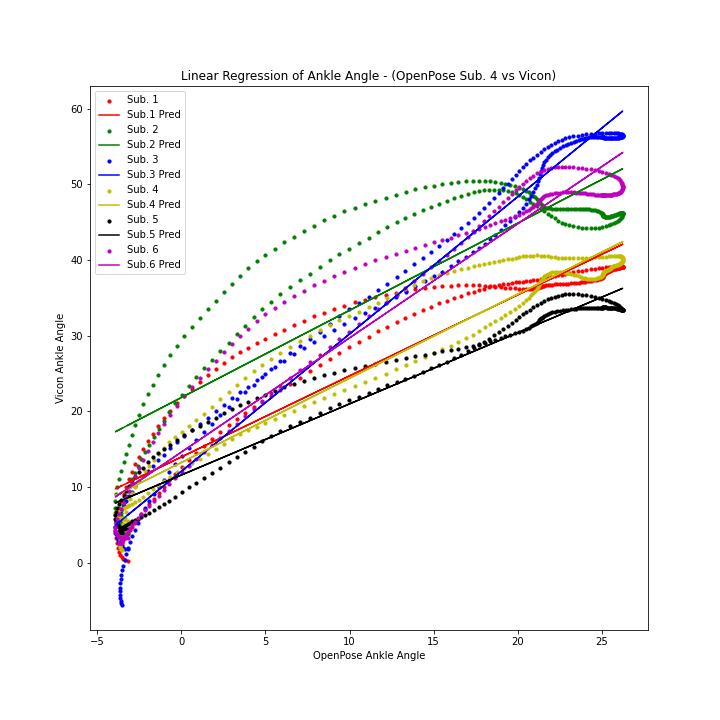 Linear Regression of Ankle Angle - (OpenPose Sub. 4 vs Vicon)
Sub. 1
Sub.1 Pred
Sub. 2
Sub.2 Pred
Sub. 3
Sub.3 Pred
Sub. 4
Sub.4 Pred
Sub. 5
Sub.5 Pred
Sub. 6
Sub.6 Pred
Vicon Ankle Angle
60
50
40
30
20
10
0
−5
0
5
10
15
20
25
OpenPose Ankle Angle